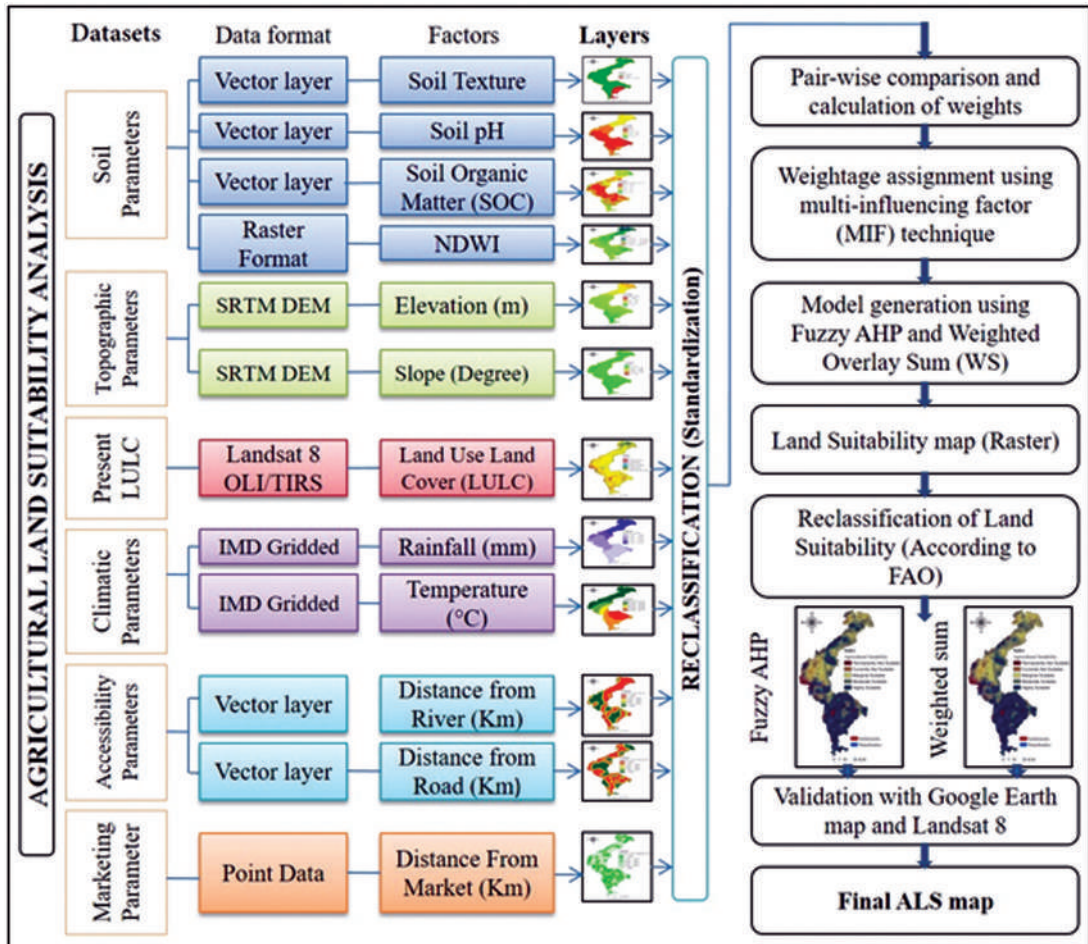 Datasets
Data format
Factors
Layers
AGRICULTURAL LAND SUITABILITY ANALYSIS
Soil
Parameters
Vector layer
Soil Texture
Vector layer
Soil pH
Vector layer
Soil Organic
Matter (SOC)
Raster
Format
NDWI
Topographic
Parameters
SRTM DEM
Elevation (m)
SRTM DEM
Slope (Degree)
Present
LULC
Landsat 8
OLI/TIRS
Land Use Land
Cover (LULC)
Climatic
Parameters
IMD Gridded
Rainfall (mm)
IMD Gridded
Temperature
(°C)
Accessibility
Parameters
Vector layer
Distance from
River (Km)
Vector layer
Distance from
Road (Km)
Marketing
Parameter
Point Data
Distance From
Market (Km)
RECLASSIFICATION (Standardization)
Pair-wise comparison and
calculation of weights
Weightage assignment using
multi-influencing factor
(MIF) technique
Model generation using
Fuzzy AHP and Weighted
Overlay Sum (WS)
Land Suitability map (Raster)
Reclassification of Land
Suitability (According to
FAO)
Fuzzy AHP
Weighted sum
Validation with Google Earth
map and Landsat 8
Final ALS map